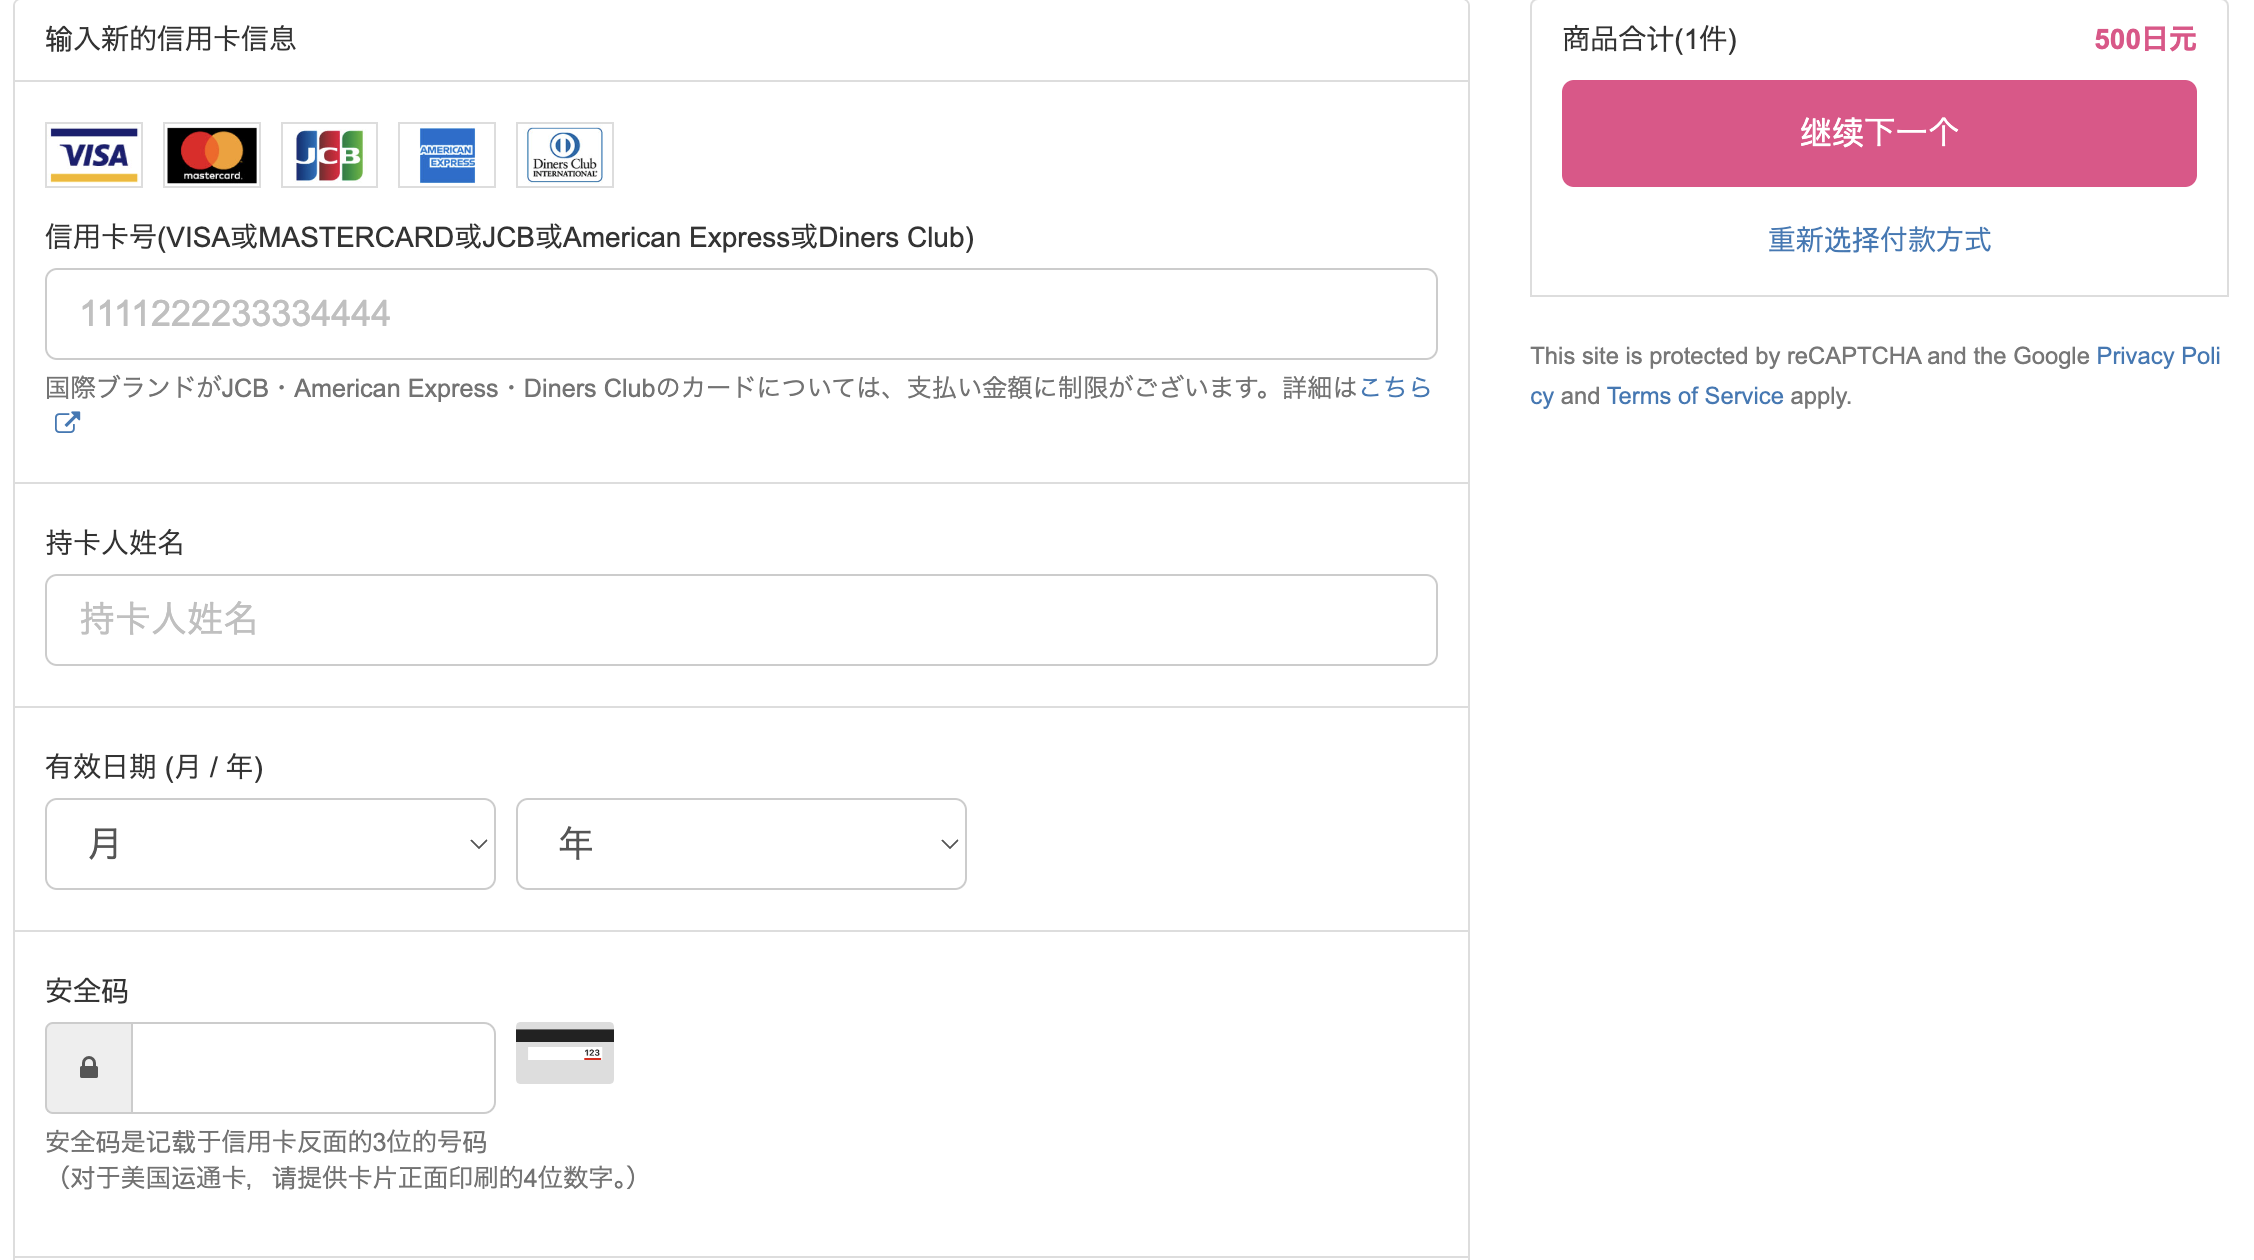 输入新的信用卡信息
VISA
mastercard.
JCB
AMERICAN
EXPRESS
Diners Club
INTERNATIONAL
信用卡号(VISA或MASTERCARD或JCB或American Express或Diners Club)
1111222233334444
国際ブランドがJCB・American Express・Diners Clubのカードについては、支払い金額に制限がございます。詳細はこちら
持卡人姓名
持卡人姓名
有效日期 (月 / 年)
月
年
安全码
123
安全码是记载于信用卡反面的3位的号码
（对于美国运通卡，请提供卡片正面印刷的4位数字。）
商品合计(1件)
500日元
继续下一个
重新选择付款方式
This site is protected by reCAPTCHA and the Google Privacy Poli
cy and Terms of Service apply.